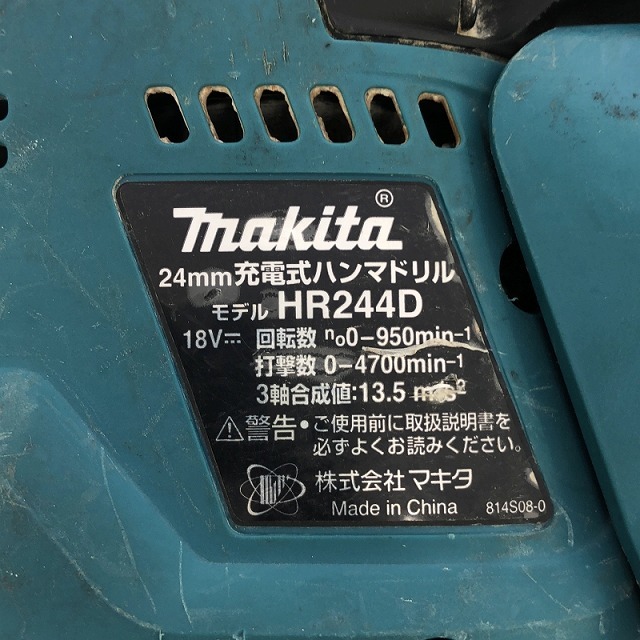 makita®
24mm充電式ハンマドリル
モデル HR244D
18V⎓ 回転数 n₀0-950min⁻¹
打撃数 0-4700min⁻¹
3軸合成値:13.5 m/s²
⚠警告・ご使用前に取扱説明書を
必ずよくお読みください。
株式会社マキタ
Made in China 814S08-0